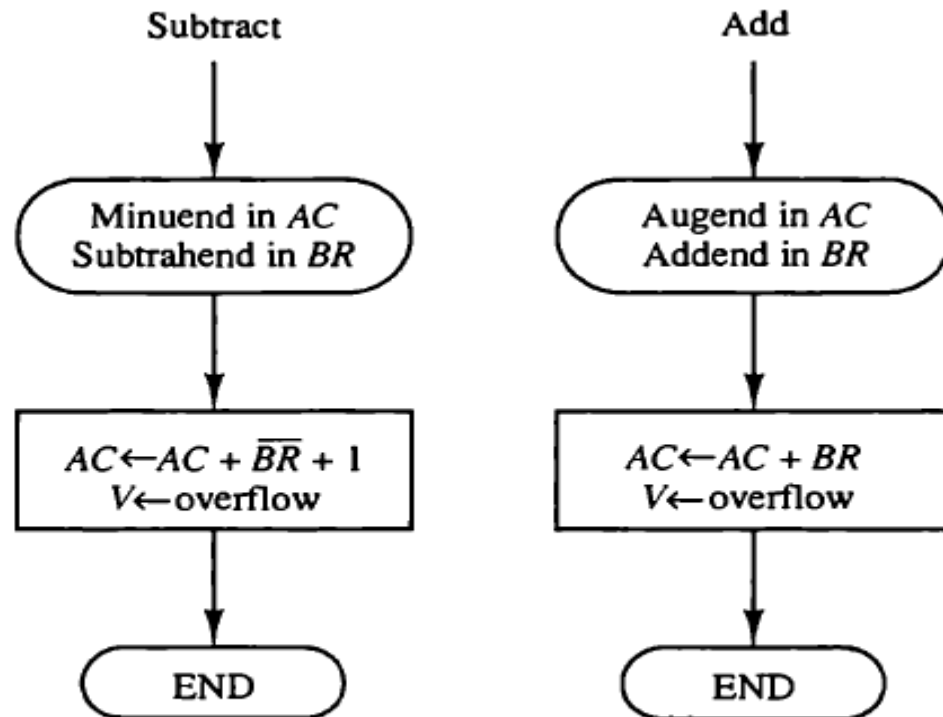 Subtract
Minuend in AC
Subtrahend in BR
AC←AC + B̅R̅ + 1
V←overflow
END
Add
Augend in AC
Addend in BR
AC←AC + BR
V←overflow
END